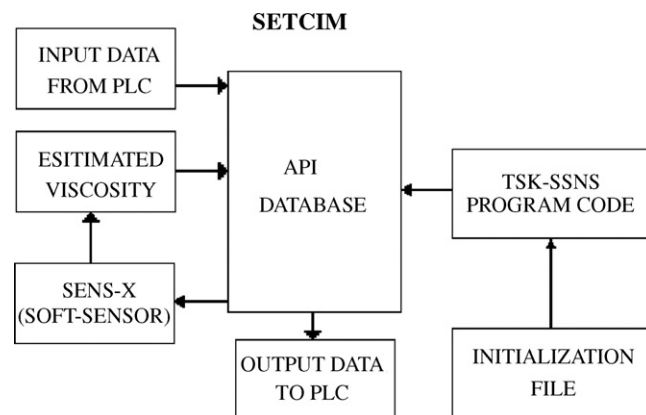 SETCIM
INPUT DATA
FROM PLC
ESITIMATED
VISCOSITY
SENS-X
(SOFT-SENSOR)
API
DATABASE
OUTPUT DATA
TO PLC
TSK-SSNS
PROGRAM CODE
INITIALIZATION
FILE